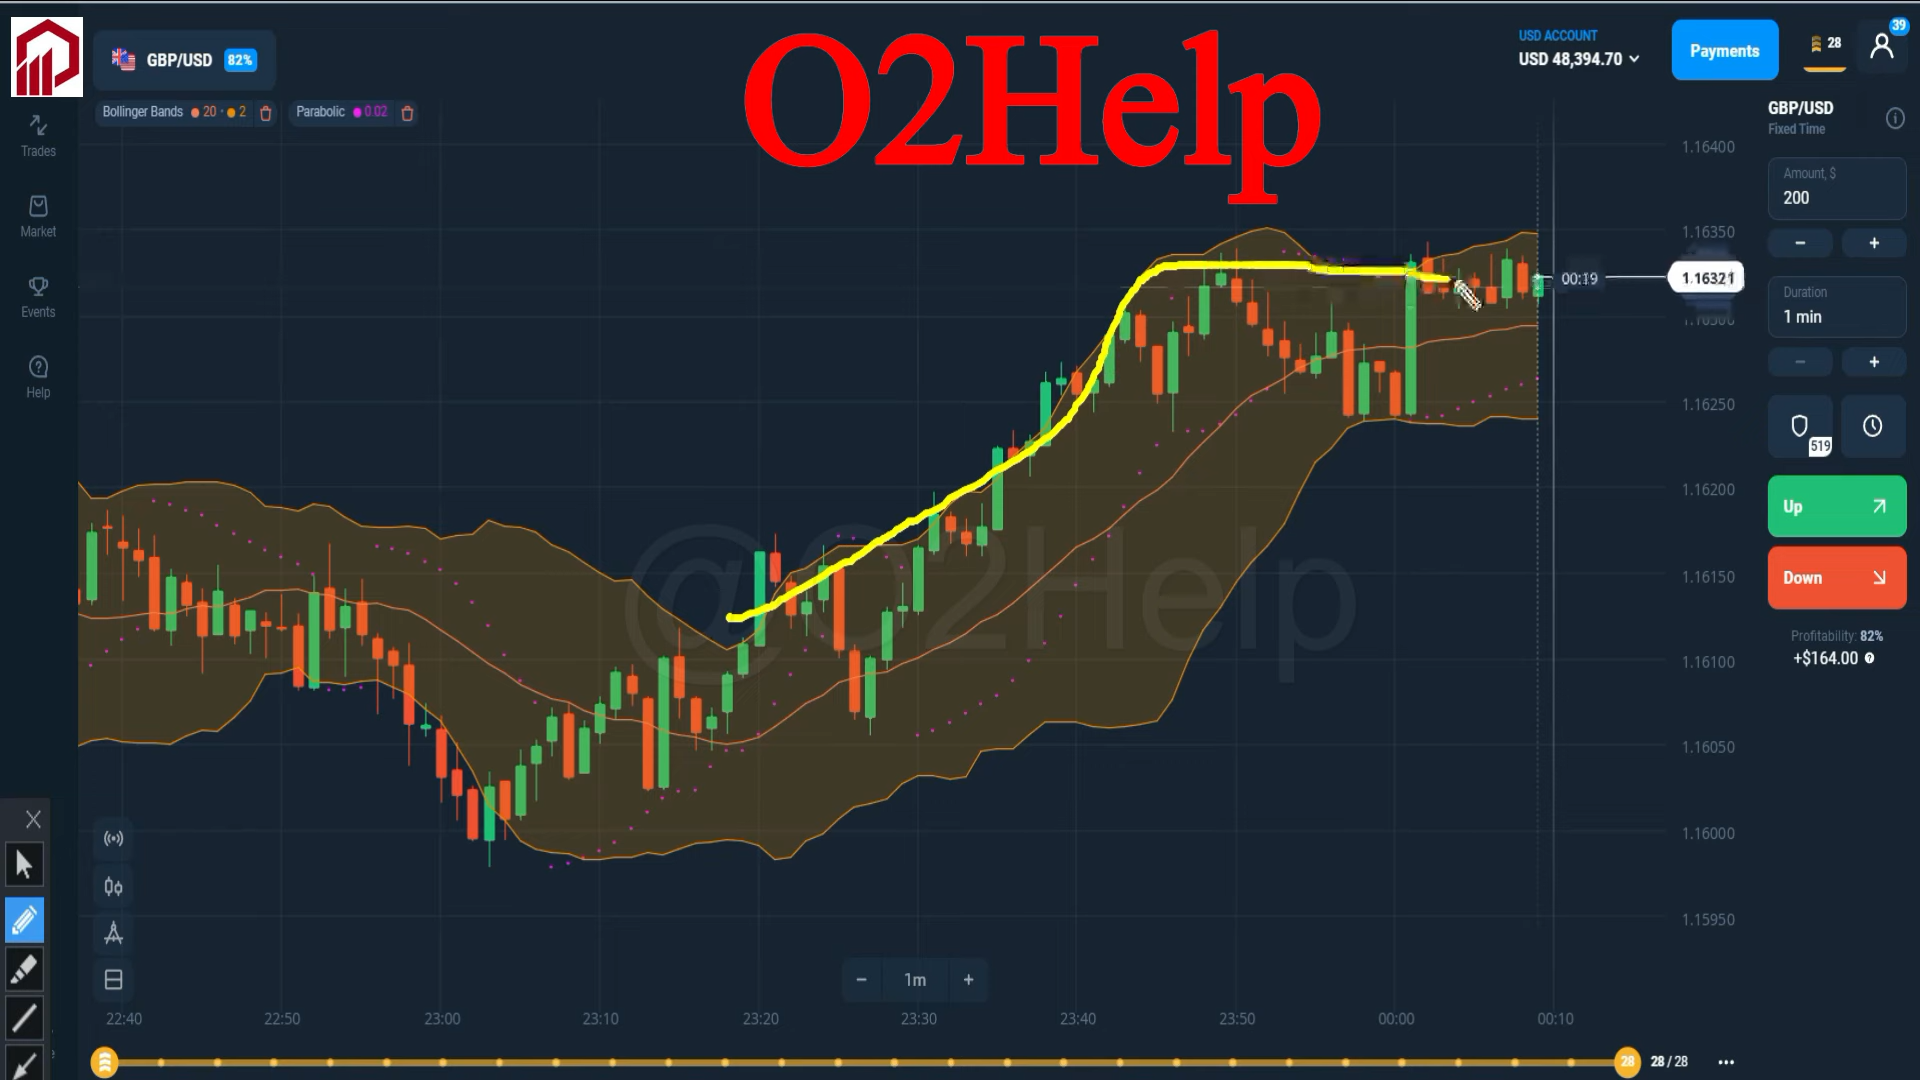 O2Help
GBP/USD 82%
USD ACCOUNT
USD 48,394.70
Payments
28
39
Bollinger Bands 20 · 2
Parabolic 0.02
Trades
Market
Events
Help
GBP/USD
Fixed Time
Amount, $
200
− +
Duration
1 min
− +
519
Up
Down
Profitability: 82%
+$164.00
1.16400
1.16350
1.16321
1.16300
1.16250
1.16200
1.16150
1.16100
1.16050
1.16000
1.15950
00:19
@O2Help
− 1m +
22:40 22:50 23:00 23:10 23:20 23:30 23:40 23:50 00:00 00:10
28 28/28